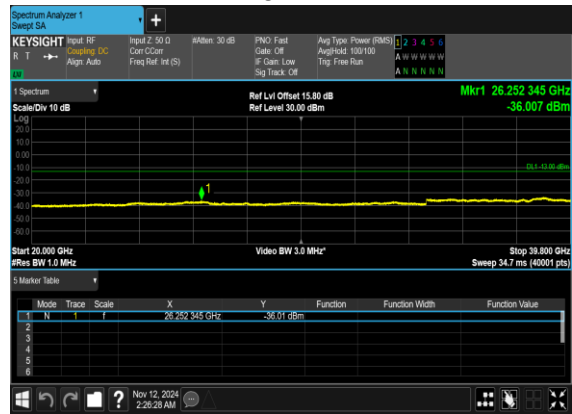 Spectrum Analyzer 1
Swept SA
+
KEYSIGHT Input: RF Input Z: 50 Ω #Atten: 30 dB PNO: Fast Avg Type: Power (RMS) 1 2 3 4 5 6
R T Coupling: DC Corr CCorr Gate: Off Avg|Hold: 100/100 A W W W W W
Align: Auto Freq Ref: Int (S) IF Gain: Low Trig: Free Run
LW Sig Track: Off A N N N N N
1 Spectrum Ref Lvl Offset 15.80 dB Mkr1 26.252 345 GHz
Scale/Div 10 dB Ref Level 30.00 dBm -36.007 dBm
Log
20.0
10.0
0.00
-10.0
DL1 -13.00 dBm
-20.0
1
-30.0
-40.0
-50.0
-60.0
Start 20.000 GHz Video BW 3.0 MHz* Stop 39.800 GHz
#Res BW 1.0 MHz Sweep 34.7 ms (40001 pts)
5 Marker Table
Mode Trace Scale X Y Function Function Width Function Value
1 N 1 f 26.252 345 GHz -36.01 dBm
2
3
4
5
6
? Nov 12, 2024
2:26:28 AM